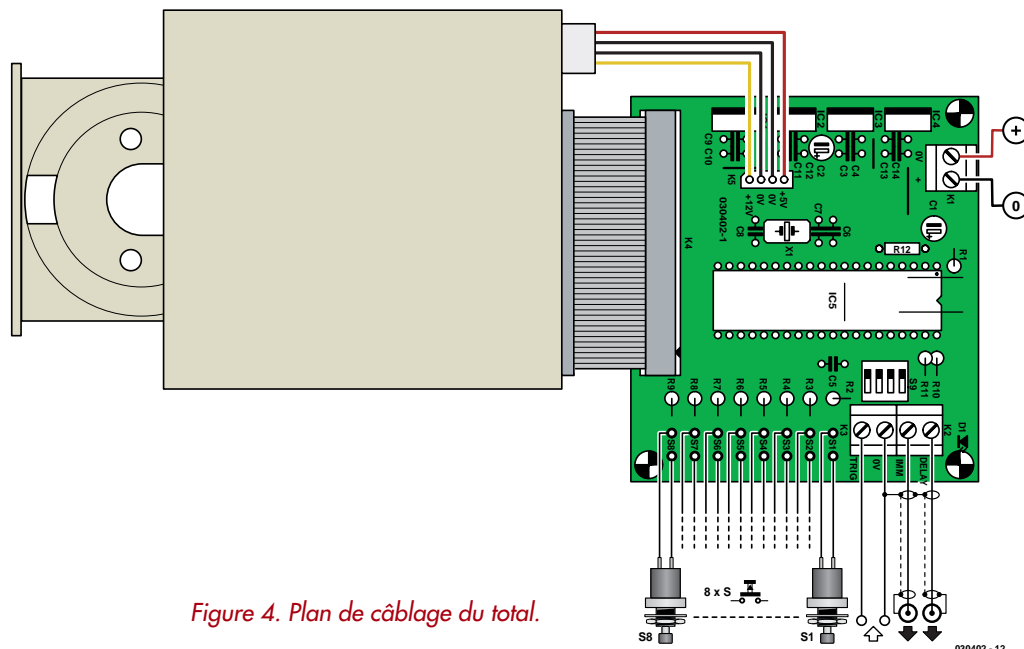 IC2
IC3
IC4
C9 C10
C11
C12
C2
C3
C4
C13
C14
0V
+
K1
+
0
K5
+12V
0V
0V
+5V
C1
030402-1
C8
X1
C7
C6
R12
R1
K4
IC5
R9
R8
R7
R6
R5
R4
R3
C5
R2
S9
R11
R10
S8
S7
S6
S5
S4
S3
S2
S1
K3
K2
D1
TRIG
0V
IMM
DELAY
8 x S
S8
S1
Figure 4. Plan de câblage du total.
030402 - 12